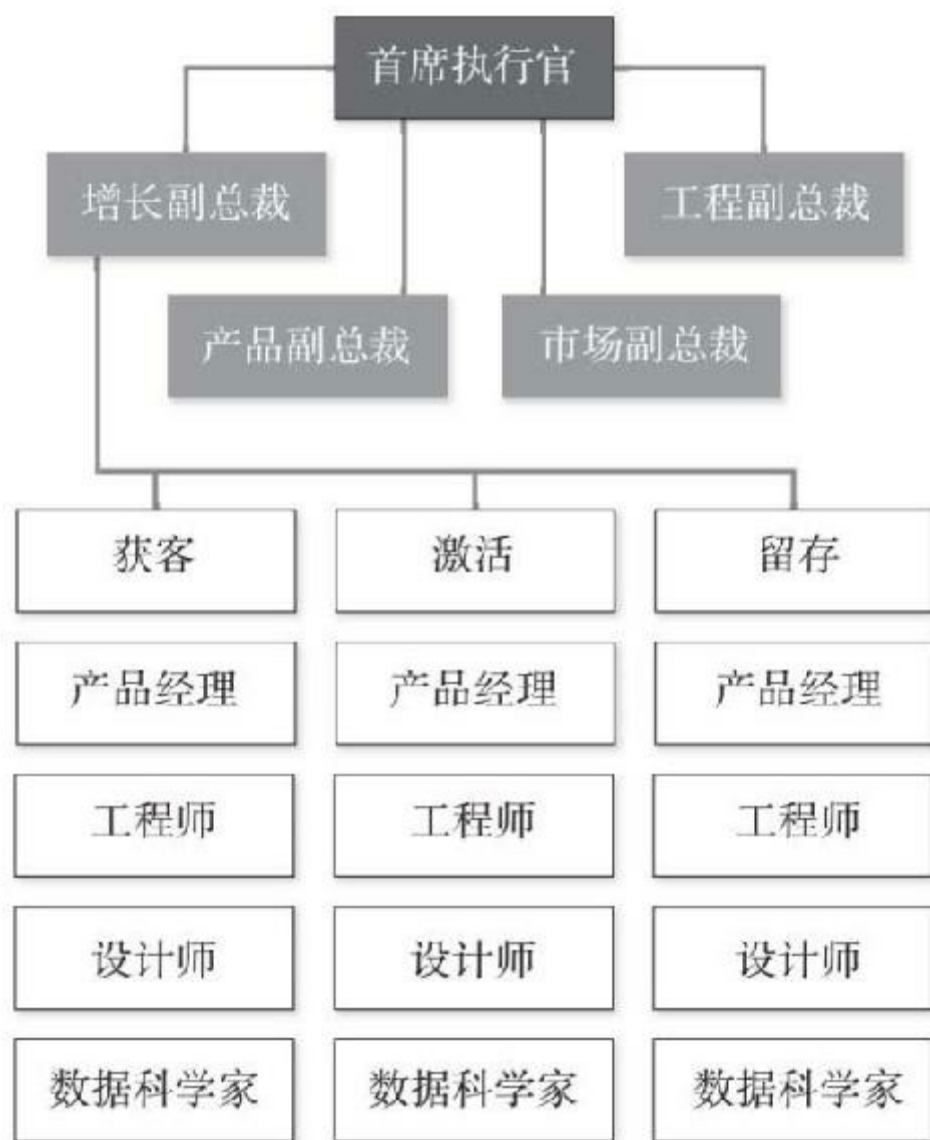 首席执行官
增长副总裁
工程副总裁
产品副总裁
市场副总裁
获客
激活
留存
产品经理
产品经理
产品经理
工程师
工程师
工程师
设计师
设计师
设计师
数据科学家
数据科学家
数据科学家